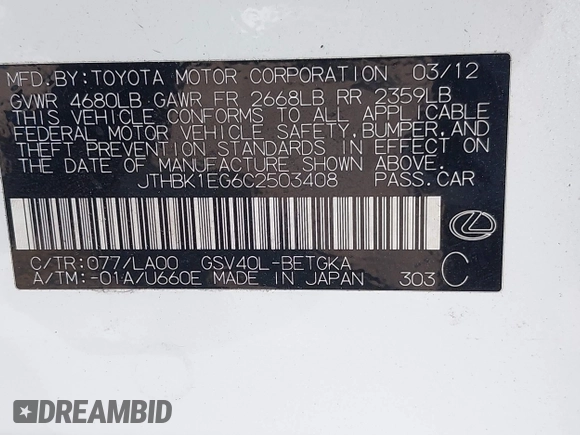 MFD.BY:TOYOTA MOTOR CORPORATION 03/12
GVWR 4680LB GAWR FR 2668LB RR 2359LB
THIS VEHICLE CONFORMS TO ALL APPLICABLE
FEDERAL MOTOR VEHICLE SAFETY,BUMPER,AND
THEFT PREVENTION STANDARDS IN EFFECT ON
THE DATE OF MANUFACTURE SHOWN ABOVE.
JTHBK1EG6C2503408 PASS.CAR
C/TR:077/LA00 GSV40L-BETGKA
A/TM:-01A/U660E MADE IN JAPAN 303 C
DREAMBID